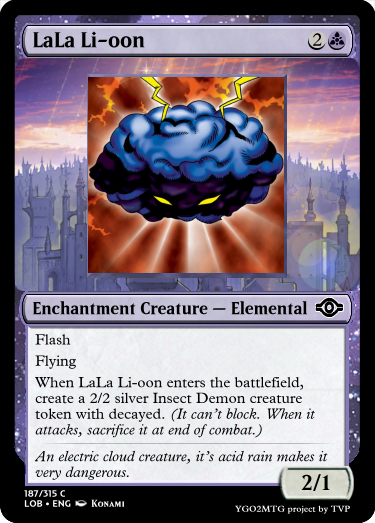 LaLa Li-oon 2
Enchantment Creature — Elemental
Flash
Flying
When LaLa Li-oon enters the battlefield,
create a 2/2 silver Insect Demon creature
token with decayed. (It can't block. When it
attacks, sacrifice it at end of combat.)
An electric cloud creature, it's acid rain makes it
very dangerous.
2/1
187/315 C
LOB • ENG Konami
YGO2MTG project by TVP